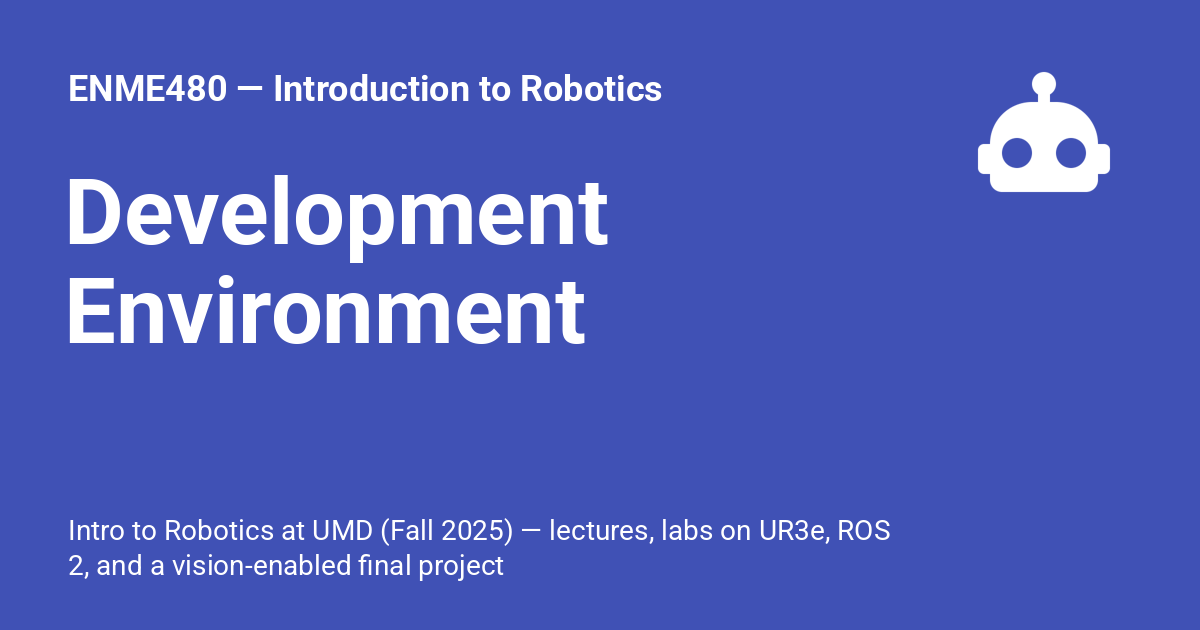 ENME480 — Introduction to Robotics
Development
Environment
Intro to Robotics at UMD (Fall 2025) — lectures, labs on UR3e, ROS
2, and a vision-enabled final project